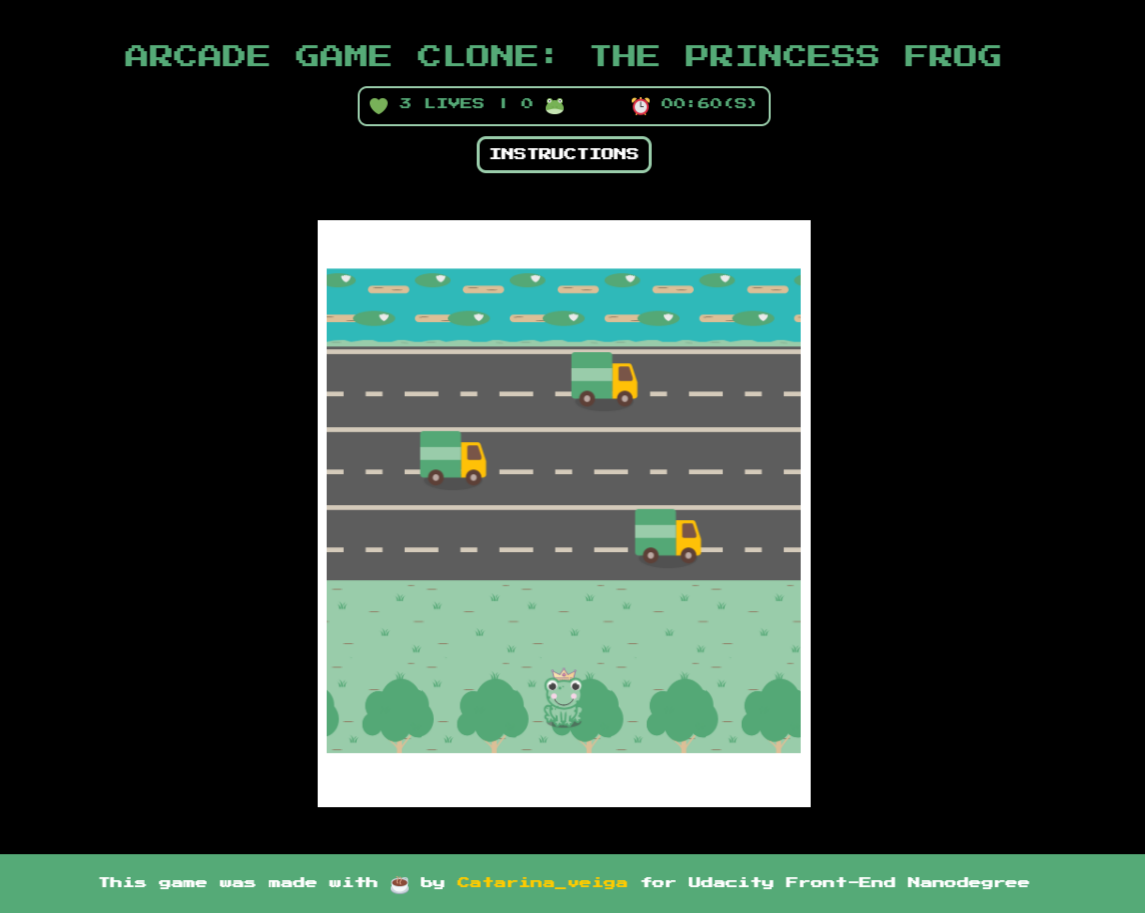 ARCADE GAME CLONE: THE PRINCESS FROG
3 LIVES | 0 00:60(S)
INSTRUCTIONS
This game was made with ☕ by Catarina_veiga for Udacity Front-End Nanodegree